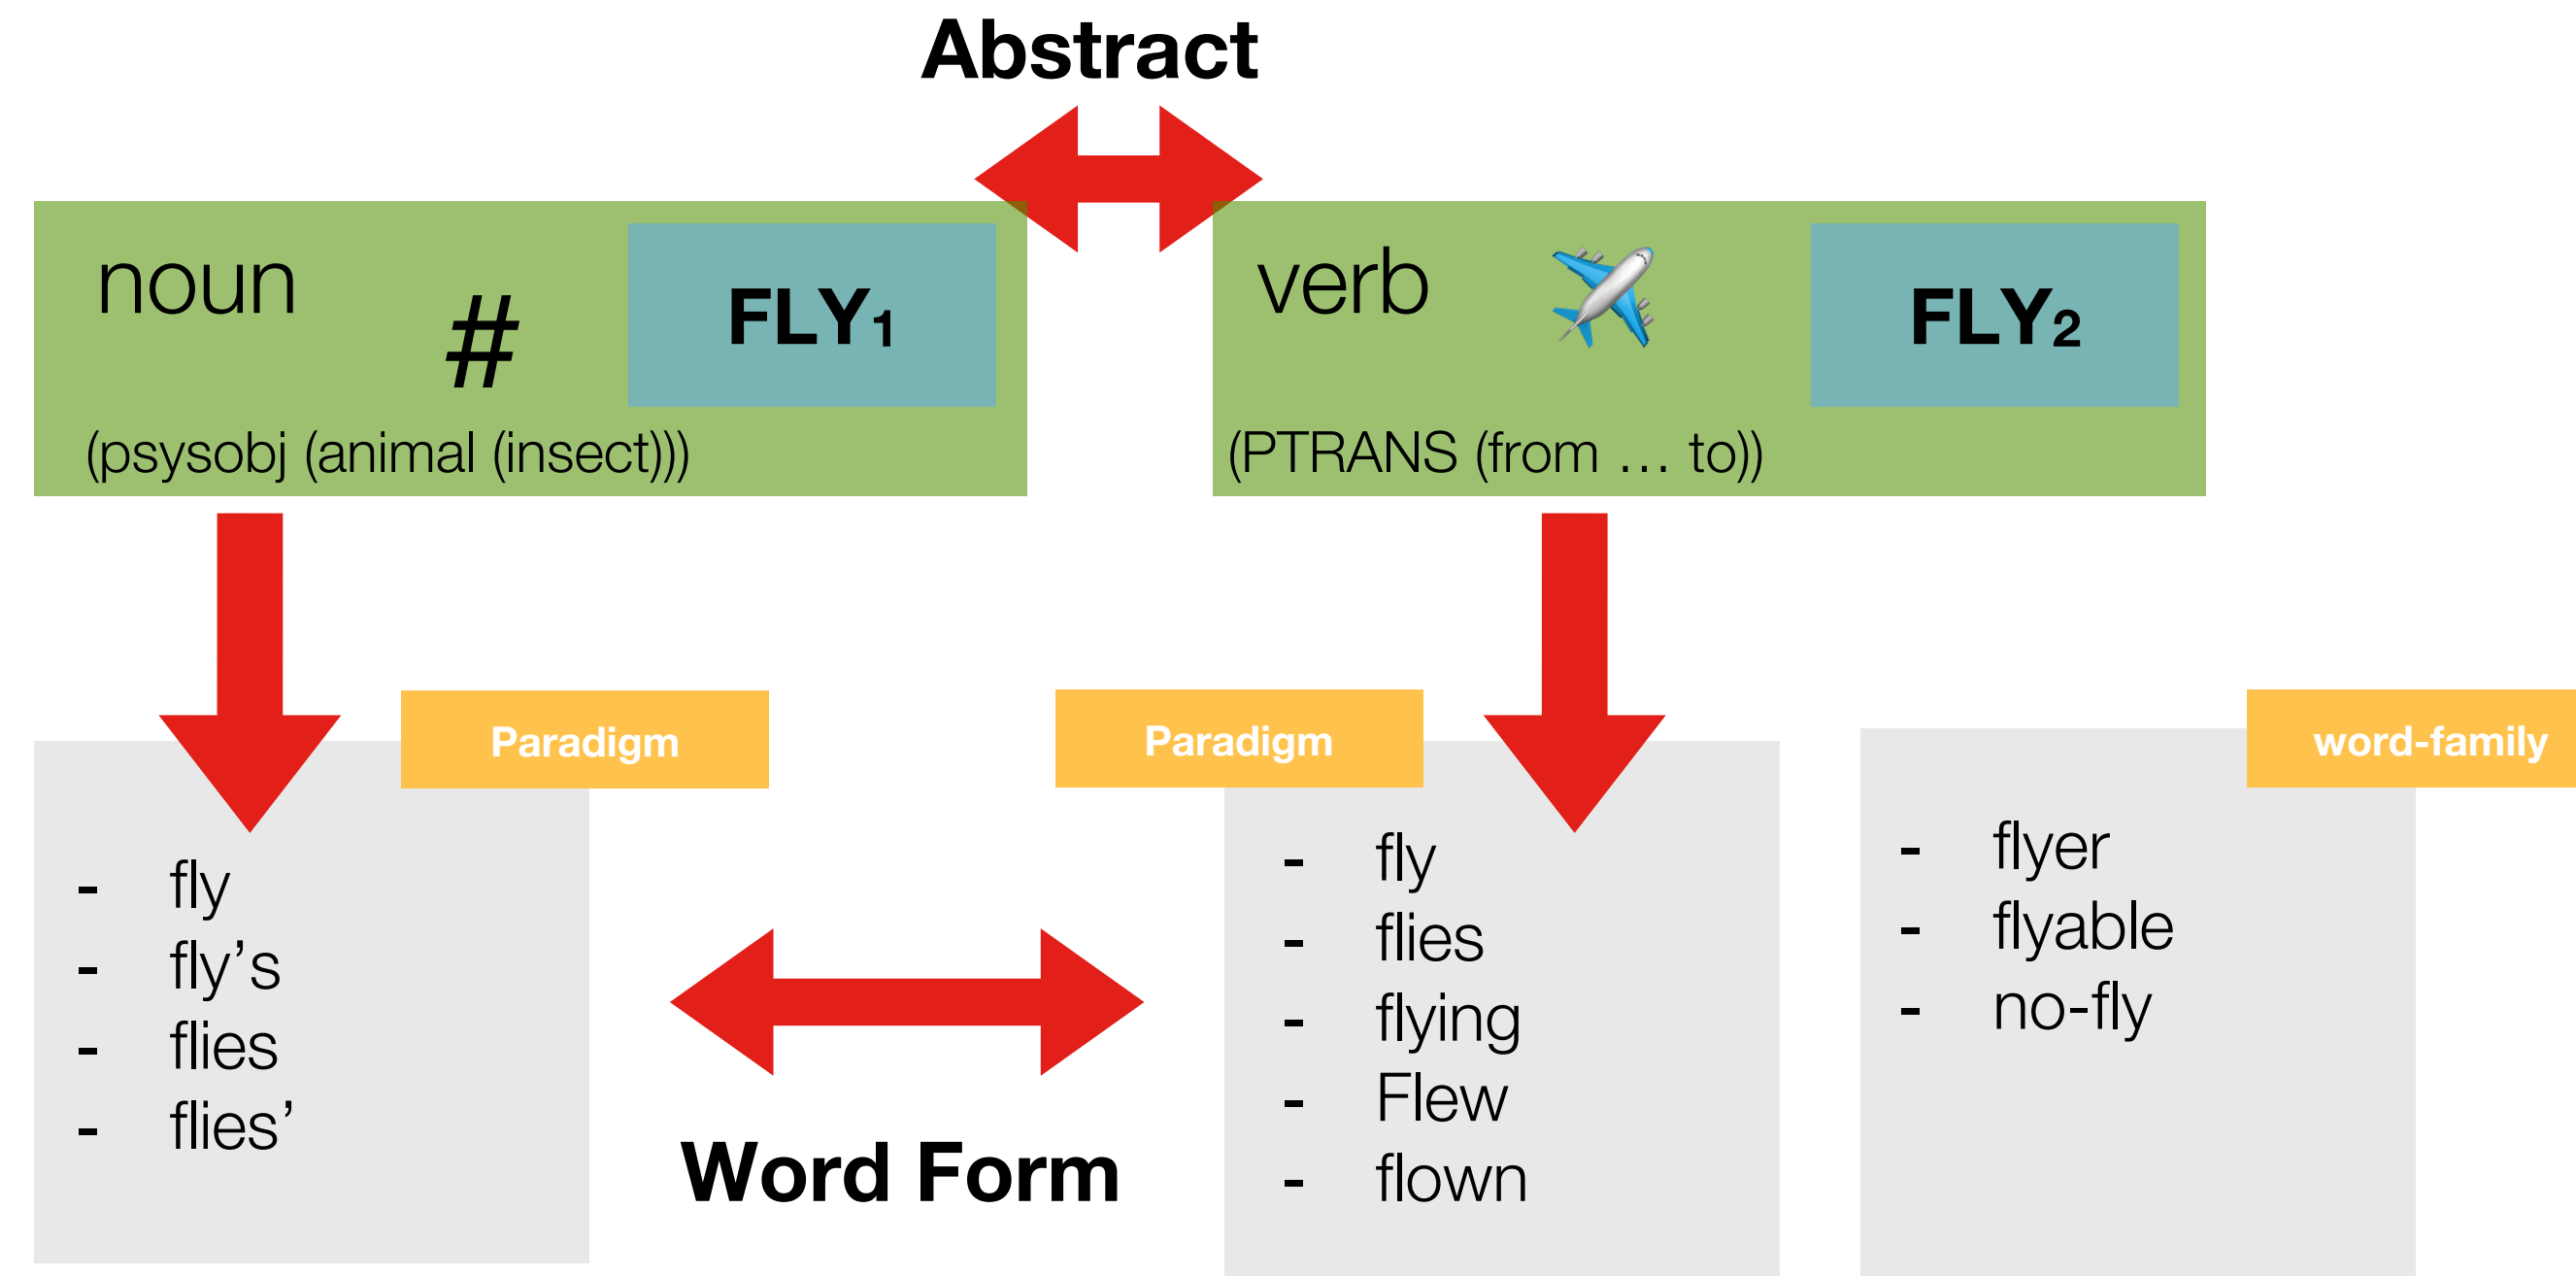 Abstract
noun
#
FLY₁
(psysobj (animal (insect)))
verb
FLY₂
(PTRANS (from … to))
Paradigm
- fly
- fly’s
- flies
- flies’
Word Form
Paradigm
- fly
- flies
- flying
- Flew
- flown
word-family
- flyer
- flyable
- no-fly